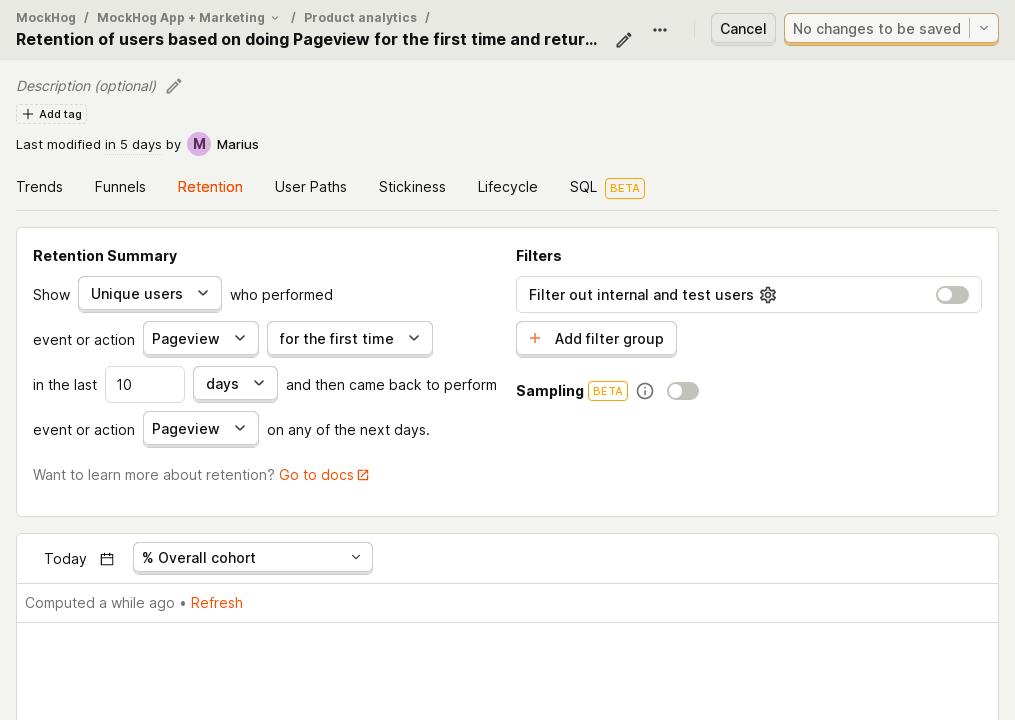 MockHog / MockHog App + Marketing / Product analytics /
Retention of users based on doing Pageview for the first time and retur...
Cancel
No changes to be saved
Description (optional)
Add tag
Last modified in 5 days by M Marius
Trends Funnels Retention User Paths Stickiness Lifecycle SQL BETA
Retention Summary
Show Unique users who performed
event or action Pageview for the first time
in the last 10 days and then came back to perform
event or action Pageview on any of the next days.
Want to learn more about retention? Go to docs
Filters
Filter out internal and test users
Add filter group
Sampling BETA
Today % Overall cohort
Computed a while ago • Refresh